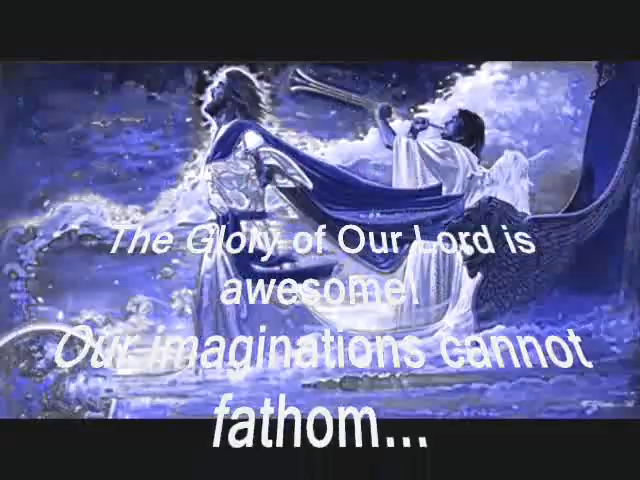 The Glory of Our Lord is
awesome!
Our imaginations cannot
fathom...